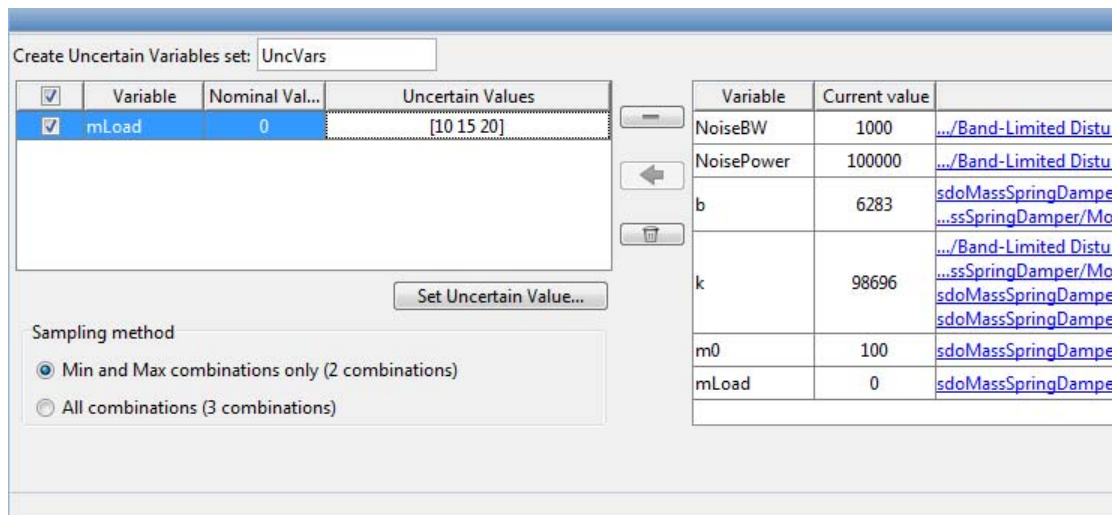 Create Uncertain Variables set: UncVars
Variable Nominal Val... Uncertain Values
mLoad 0 [10 15 20]
Set Uncertain Value...
Sampling method
Min and Max combinations only (2 combinations)
All combinations (3 combinations)
Variable Current value
NoiseBW 1000 .../Band-Limited Distu
NoisePower 100000 .../Band-Limited Distu
b 6283 sdoMassSpringDampe
...ssSpringDamper/Mo
k 98696 .../Band-Limited Distu
...ssSpringDamper/Mo
sdoMassSpringDampe
sdoMassSpringDampe
m0 100 sdoMassSpringDampe
mLoad 0 sdoMassSpringDampe